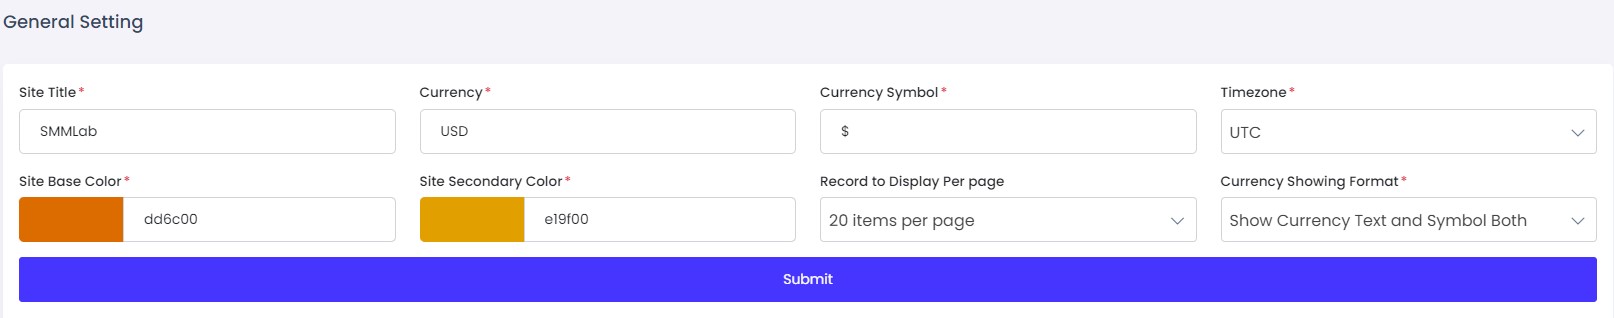 General Setting
Site Title* Currency* Currency Symbol* Timezone*
SMMLab USD $ UTC
Site Base Color* Site Secondary Color* Record to Display Per page Currency Showing Format*
dd6c00 e19f00 20 items per page Show Currency Text and Symbol Both
Submit